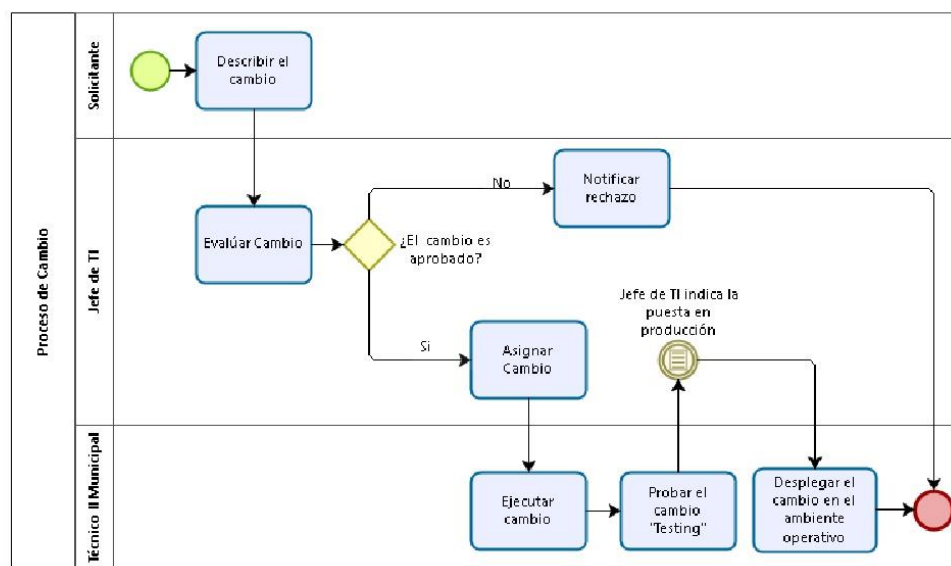 Proceso de Cambio
Solicitante
Describir el
cambio
Jefe de TI
Evalúar Cambio
¿El cambio es
aprobado?
No
Notificar
rechazo
Si
Asignar
Cambio
Jefe de TI indica la
puesta en
producción
Técnico II Municipal
Ejecutar
cambio
Probar el
cambio
"Testing"
Desplegar el
cambio en el
ambiente
operativo